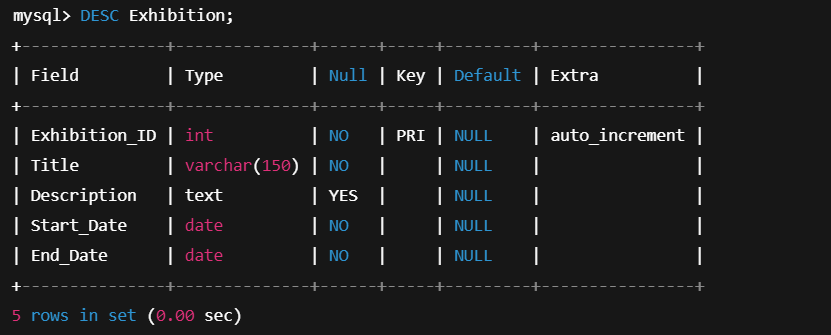 mysql> DESC Exhibition;
+---------------+--------------+------+-----+---------+----------------+
| Field         | Type         | Null | Key | Default | Extra          |
+---------------+--------------+------+-----+---------+----------------+
| Exhibition_ID | int          | NO   | PRI | NULL    | auto_increment |
| Title         | varchar(150) | NO   |     | NULL    |                |
| Description   | text         | YES  |     | NULL    |                |
| Start_Date    | date         | NO   |     | NULL    |                |
| End_Date      | date         | NO   |     | NULL    |                |
+---------------+--------------+------+-----+---------+----------------+
5 rows in set (0.00 sec)